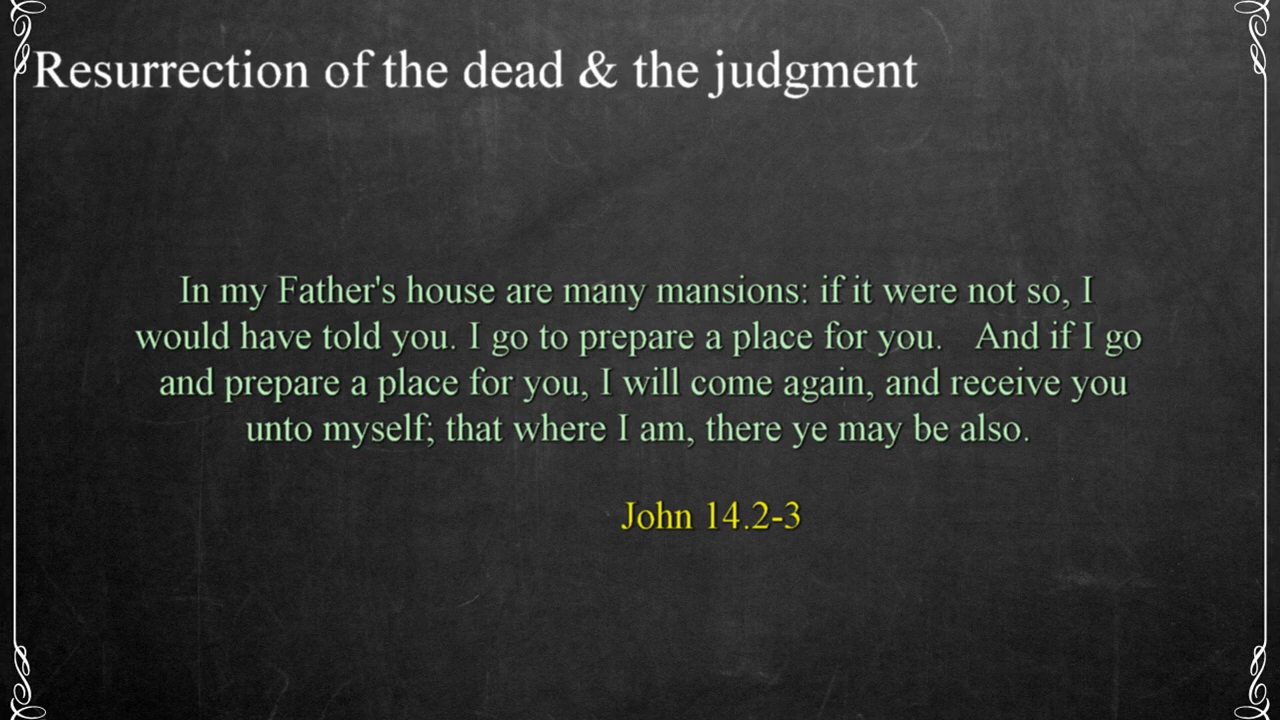 Resurrection of the dead & the judgment
In my Father's house are many mansions: if it were not so, I
would have told you. I go to prepare a place for you.   And if I go
and prepare a place for you, I will come again, and receive you
unto myself; that where I am, there ye may be also.
John 14.2-3